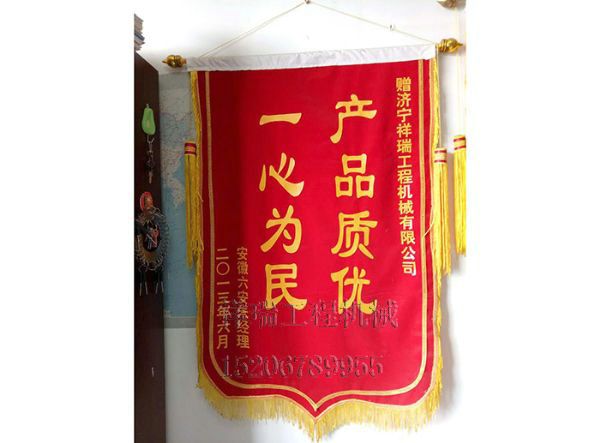 赠济宁祥瑞工程机械有限公司
产品质优
一心为民
安徽六安张经理
二〇一三年六月
祥瑞工程机械
15206789955